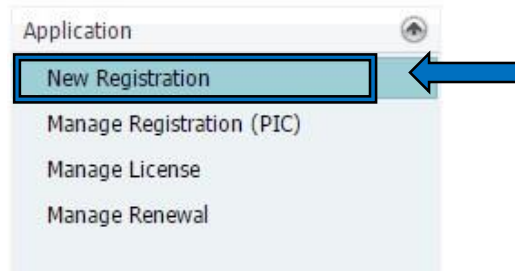 Application
New Registration
Manage Registration (PIC)
Manage License
Manage Renewal